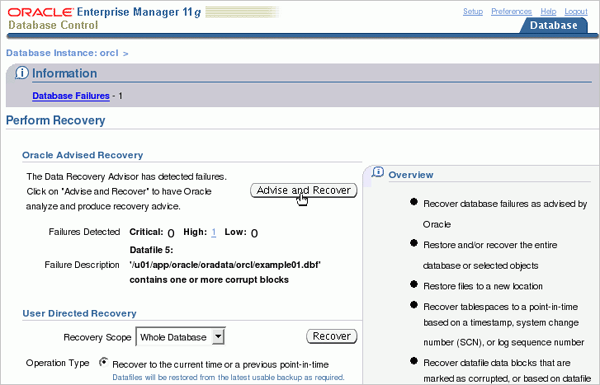 ORACLE Enterprise Manager 11g
Database Control
Setup Preferences Help Logout
Database
Database Instance: orcl >
Information
Database Failures - 1
Perform Recovery
Oracle Advised Recovery
The Data Recovery Advisor has detected failures.
Click on "Advise and Recover" to have Oracle
analyze and produce recovery advice.
Advise and Recover
Failures Detected Critical: 0 High: 1 Low: 0
Datafile 5:
Failure Description '/u01/app/oracle/oradata/orcl/example01.dbf'
contains one or more corrupt blocks
User Directed Recovery
Recovery Scope Whole Database Recover
Operation Type Recover to the current time or a previous point-in-time
Datafiles will be restored from the latest usable backup as required.
Overview
Recover database failures as advised by
Oracle
Restore and/or recover the entire
database or selected objects
Restore files to a new location
Recover tablespaces to a point-in-time
based on a timestamp, system change
number (SCN), or log sequence number
Recover datafile data blocks that are
marked as corrupted, or based on datafile